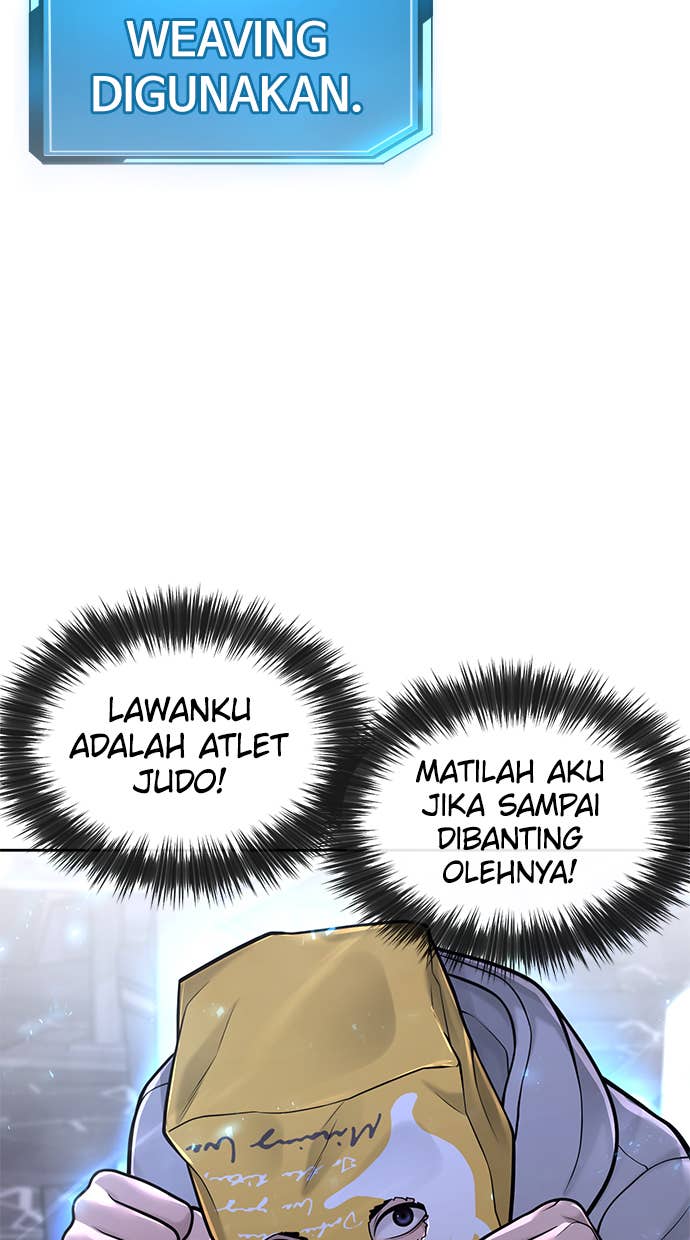 WEAVING
DIGUNAKAN.
LAWANKU
ADALAH ATLET
JUDO!
MATILAH AKU
JIKA SAMPAI
DIBANTING
OLEHNYA!